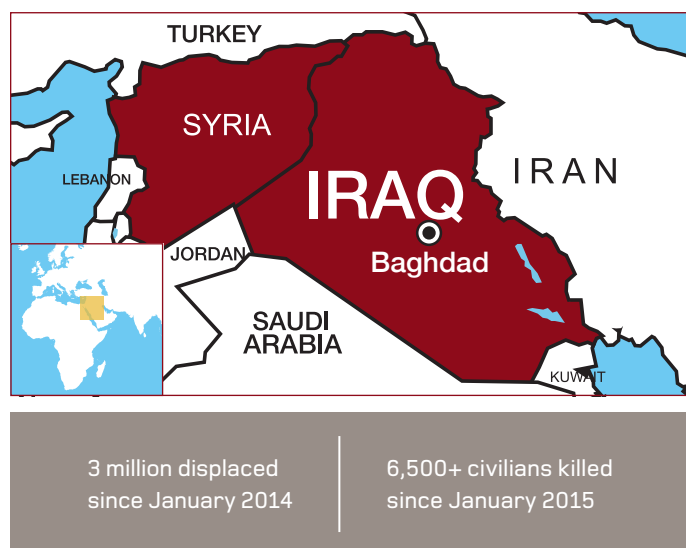 TURKEY
SYRIA
LEBANON
IRAQ
IRAN
Baghdad
JORDAN
SAUDI
ARABIA
KUWAIT
3 million displaced
since January 2014
6,500+ civilians killed
since January 2015